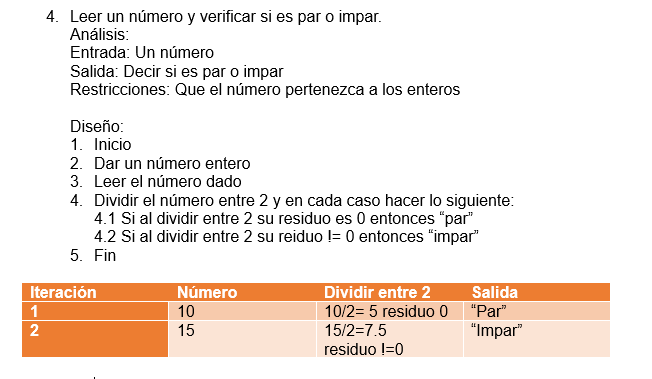 4. Leer un número y verificar si es par o impar.
Análisis:
Entrada: Un número
Salida: Decir si es par o impar
Restricciones: Que el número pertenezca a los enteros
Diseño:
1. Inicio
2. Dar un número entero
3. Leer el número dado
4. Dividir el número entre 2 y en cada caso hacer lo siguiente:
4.1 Si al dividir entre 2 su residuo es 0 entonces “par”
4.2 Si al dividir entre 2 su reiduo != 0 entonces “impar”
5. Fin
Iteración Número Dividir entre 2 Salida
1 10 10/2= 5 residuo 0 “Par”
2 15 15/2=7.5 “Impar”
residuo !=0